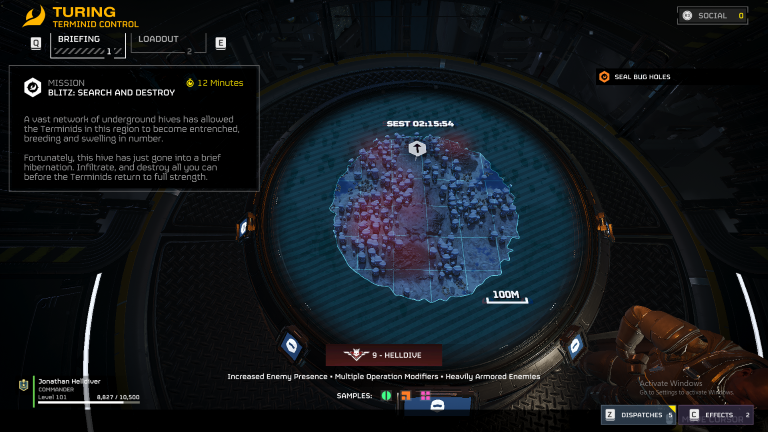 TURING
TERMINID CONTROL
SOCIAL 0
Q
BRIEFING
1
LOADOUT
2
E
MISSION
12 Minutes
BLITZ: SEARCH AND DESTROY
SEAL BUG HOLES
A vast network of underground hives has allowed
the Terminids in this region to become entrenched,
breeding and swelling in number.
Fortunately, this hive has just gone into a brief
hibernation. Infiltrate, and destroy all you can
before the Terminids return to full strength.
SEST 02:15:54
100M
9 - HELLDIVE
Increased Enemy Presence • Multiple Operation Modifiers • Heavily Armored Enemies
Jonathan Helldiver
COMMANDER
Level 101
8,827 / 10,500
SAMPLES:
Activate Windows
Go to Settings to activate Windows.
Z DISPATCHES 5
C EFFECTS 2
CURSOR